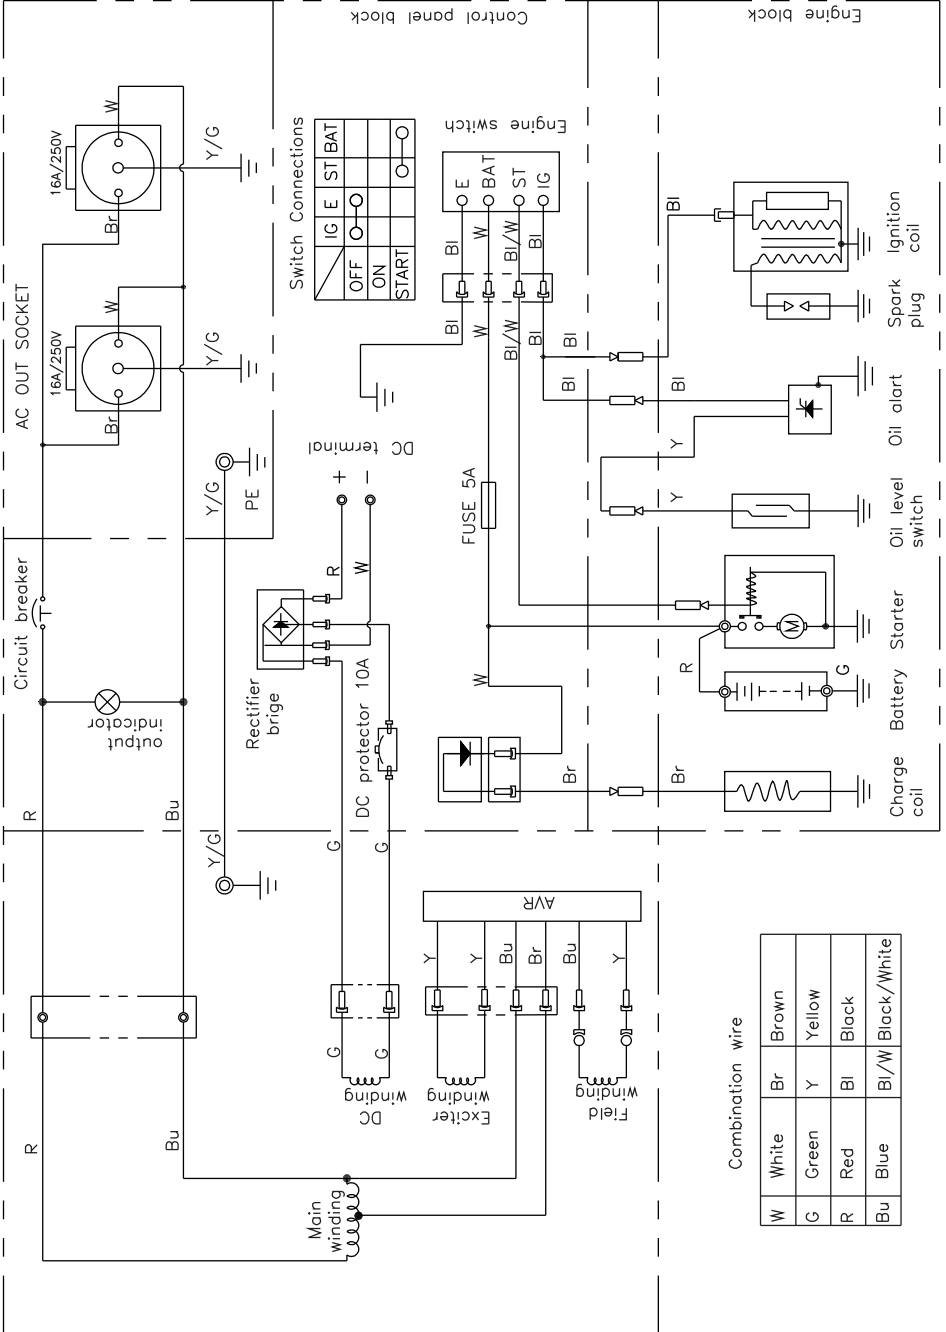 Control panel block
Engine block
AC OUT SOCKET
16A/250V
16A/250V
W
Br
Y/G
W
Br
Y/G
Y/G
PE
Switch Connections
IG E ST BAT
OFF
ON
START
Engine switch
E
BAT
ST
IG
Bl
W
Bl/W
Bl
Bl
W
Bl/W
Bl
Bl
Bl
Bl
Bl
Ignition
coil
Spark
plug
Oil alart
Y
Y
Oil level
switch
Starter
M
R
G
Battery
Charge
coil
DC terminal
+
−
R
W
FUSE 5A
W
Br
Br
Circuit breaker
output
indicator
Rectifier
brige
DC protector 10A
R
Bu
Y/G
G
G
AVR
Y
Y
Bu
Br
Bu
Y
G
G
DC
winding
Exciter
winding
Field
winding
R
Bu
Main
winding
Combination wire
W White Br Brown
G Green Y Yellow
R Red Bl Black
Bu Blue Bl/W Black/White